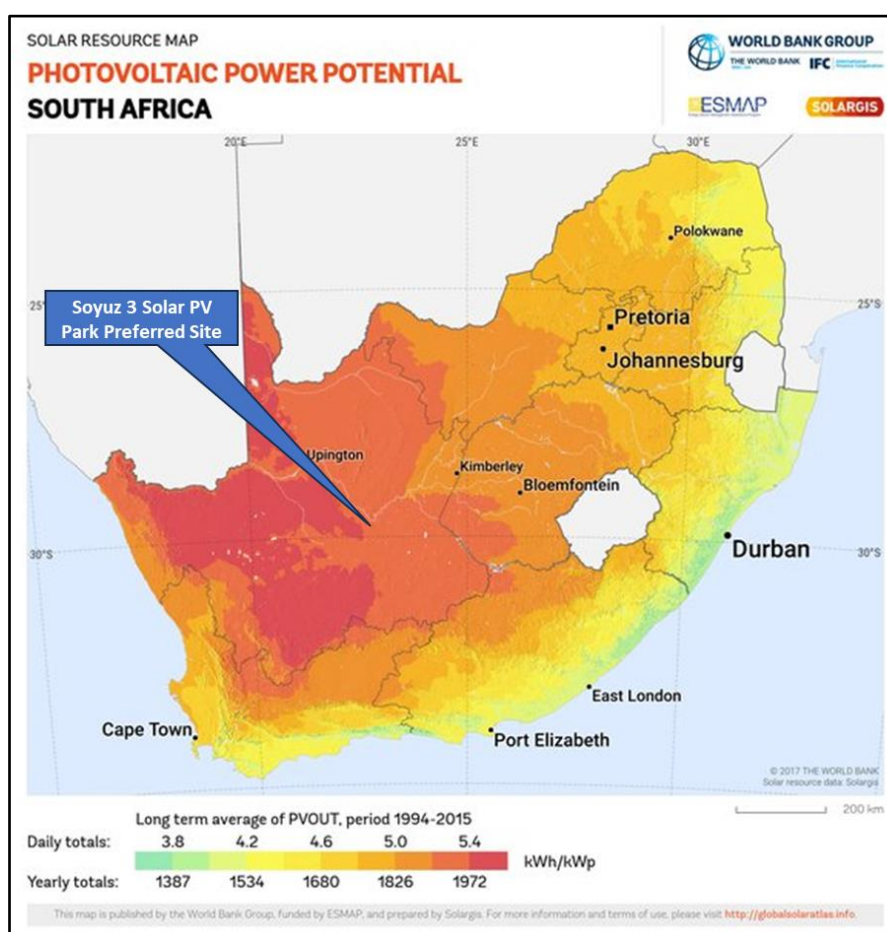 SOLAR RESOURCE MAP
PHOTOVOLTAIC POWER POTENTIAL
SOUTH AFRICA
WORLD BANK GROUP
THE WORLD BANK IFC International Finance Corporation
ESMAP
SOLARGIS
20°E 25°E 30°E
Polokwane
25°S
Soyuz 3 Solar PV
Park Preferred Site
Pretoria
Johannesburg
Upington
Kimberley
Bloemfontein
30°S
Durban
30°S
East London
Cape Town
Port Elizabeth
© 2017 THE WORLD BANK
Solar resource data: Solargis
200 km
Long term average of PVOUT, period 1994-2015
Daily totals: 3.8 4.2 4.6 5.0 5.4
kWh/kWp
Yearly totals: 1387 1534 1680 1826 1972
This map is published by the World Bank Group, funded by ESMAP, and prepared by Solargis. For more information and terms of use, please visit http://globalsolaratlas.info.